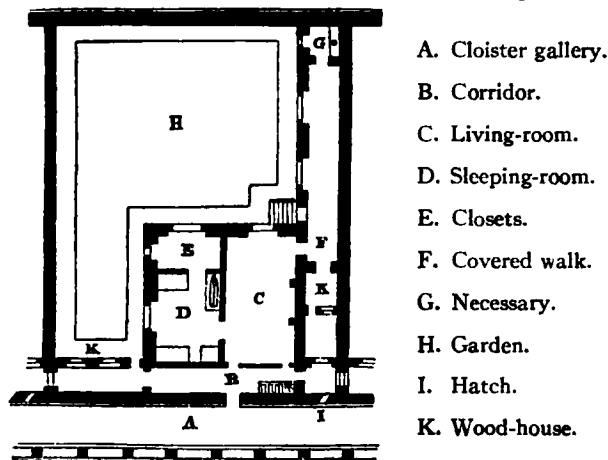 G
H
F
E
K
D
C
K
B
A
I
A. Cloister gallery.
B. Corridor.
C. Living-room.
D. Sleeping-room.
E. Closets.
F. Covered walk.
G. Necessary.
H. Garden.
I. Hatch.
K. Wood-house.